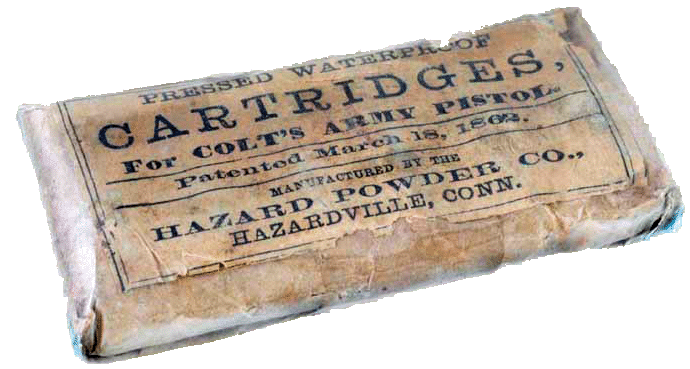 PRESSED WATERPROOF
CARTRIDGES,
For COLT'S ARMY PISTOL.
Patented March 18, 1862.
MANUFACTURED BY THE
HAZARD POWDER CO.,
HAZARDVILLE, CONN.